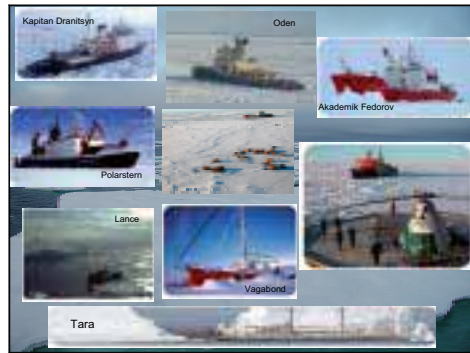 Kapitan Dranitsyn
Oden
Akademik Fedorov
Polarstern
Lance
Vagabond
Tara